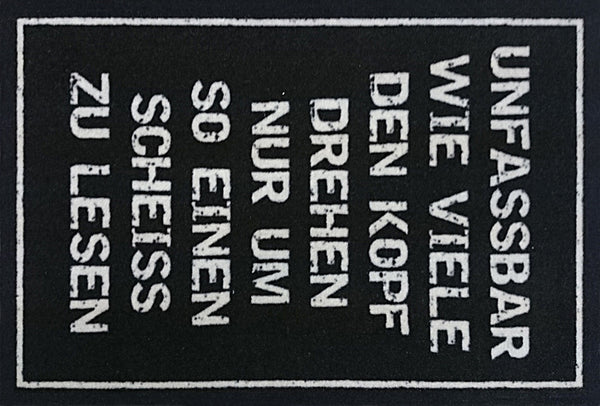 UNFASSBAR
WIE VIELE
DEN KOPF
DREHEN
NUR UM
SO EINEN
SCHEISS
ZU LESEN